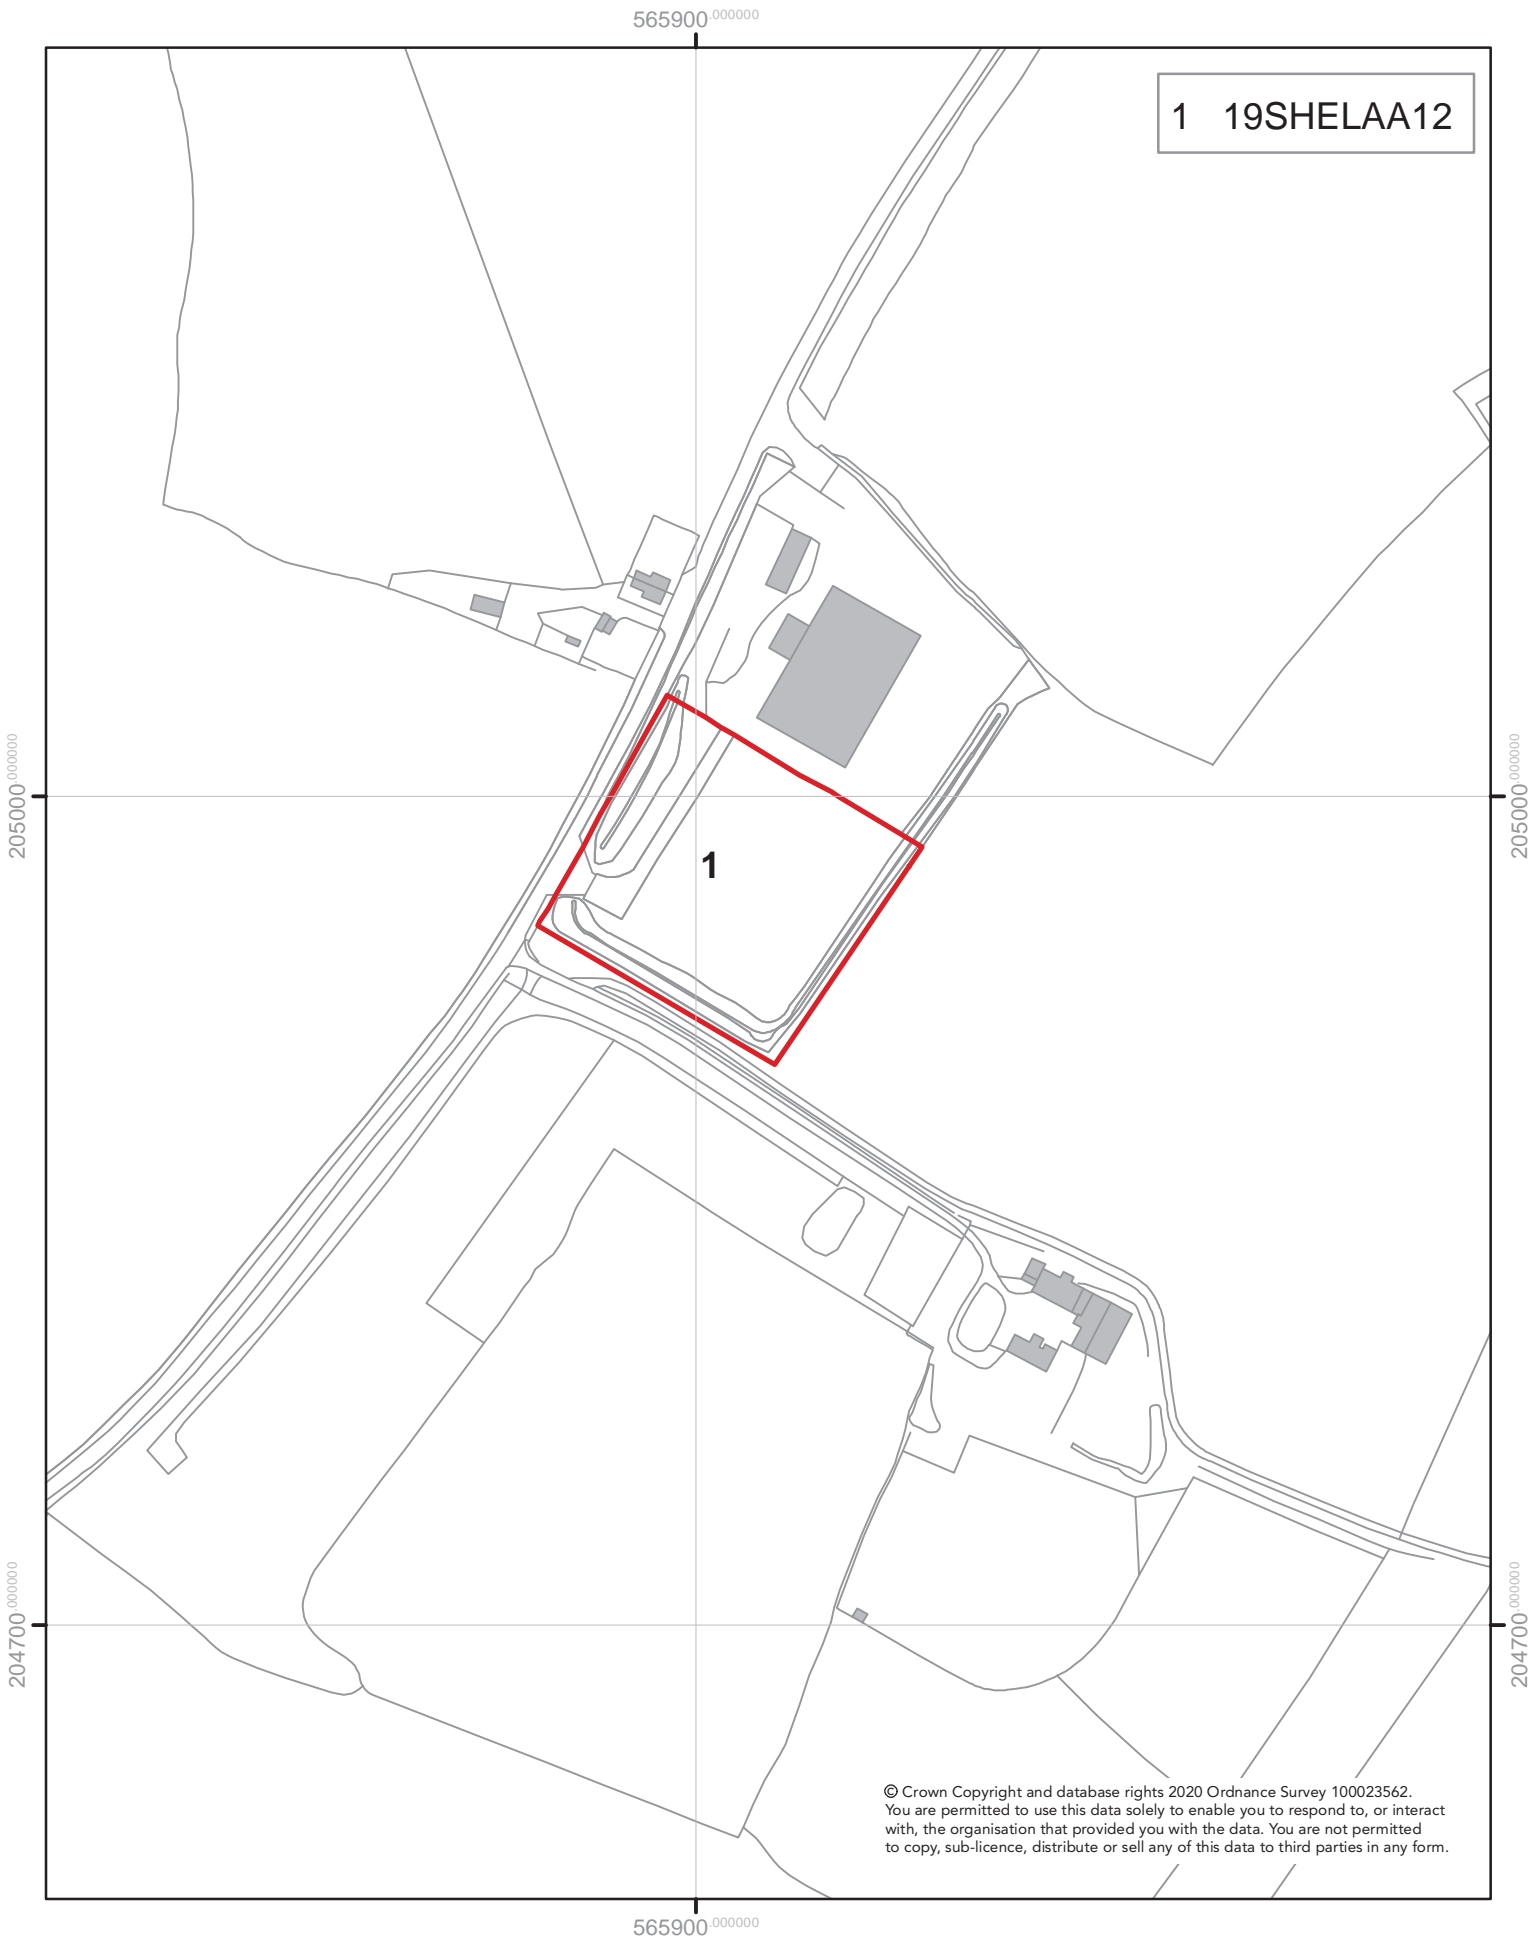 565900.000000
1 19SHELAA12
205000.000000
205000.000000
1
204700.000000
204700.000000
© Crown Copyright and database rights 2020 Ordnance Survey 100023562.
You are permitted to use this data solely to enable you to respond to, or interact
with, the organisation that provided you with the data. You are not permitted
to copy, sub-licence, distribute or sell any of this data to third parties in any form.
565900.000000